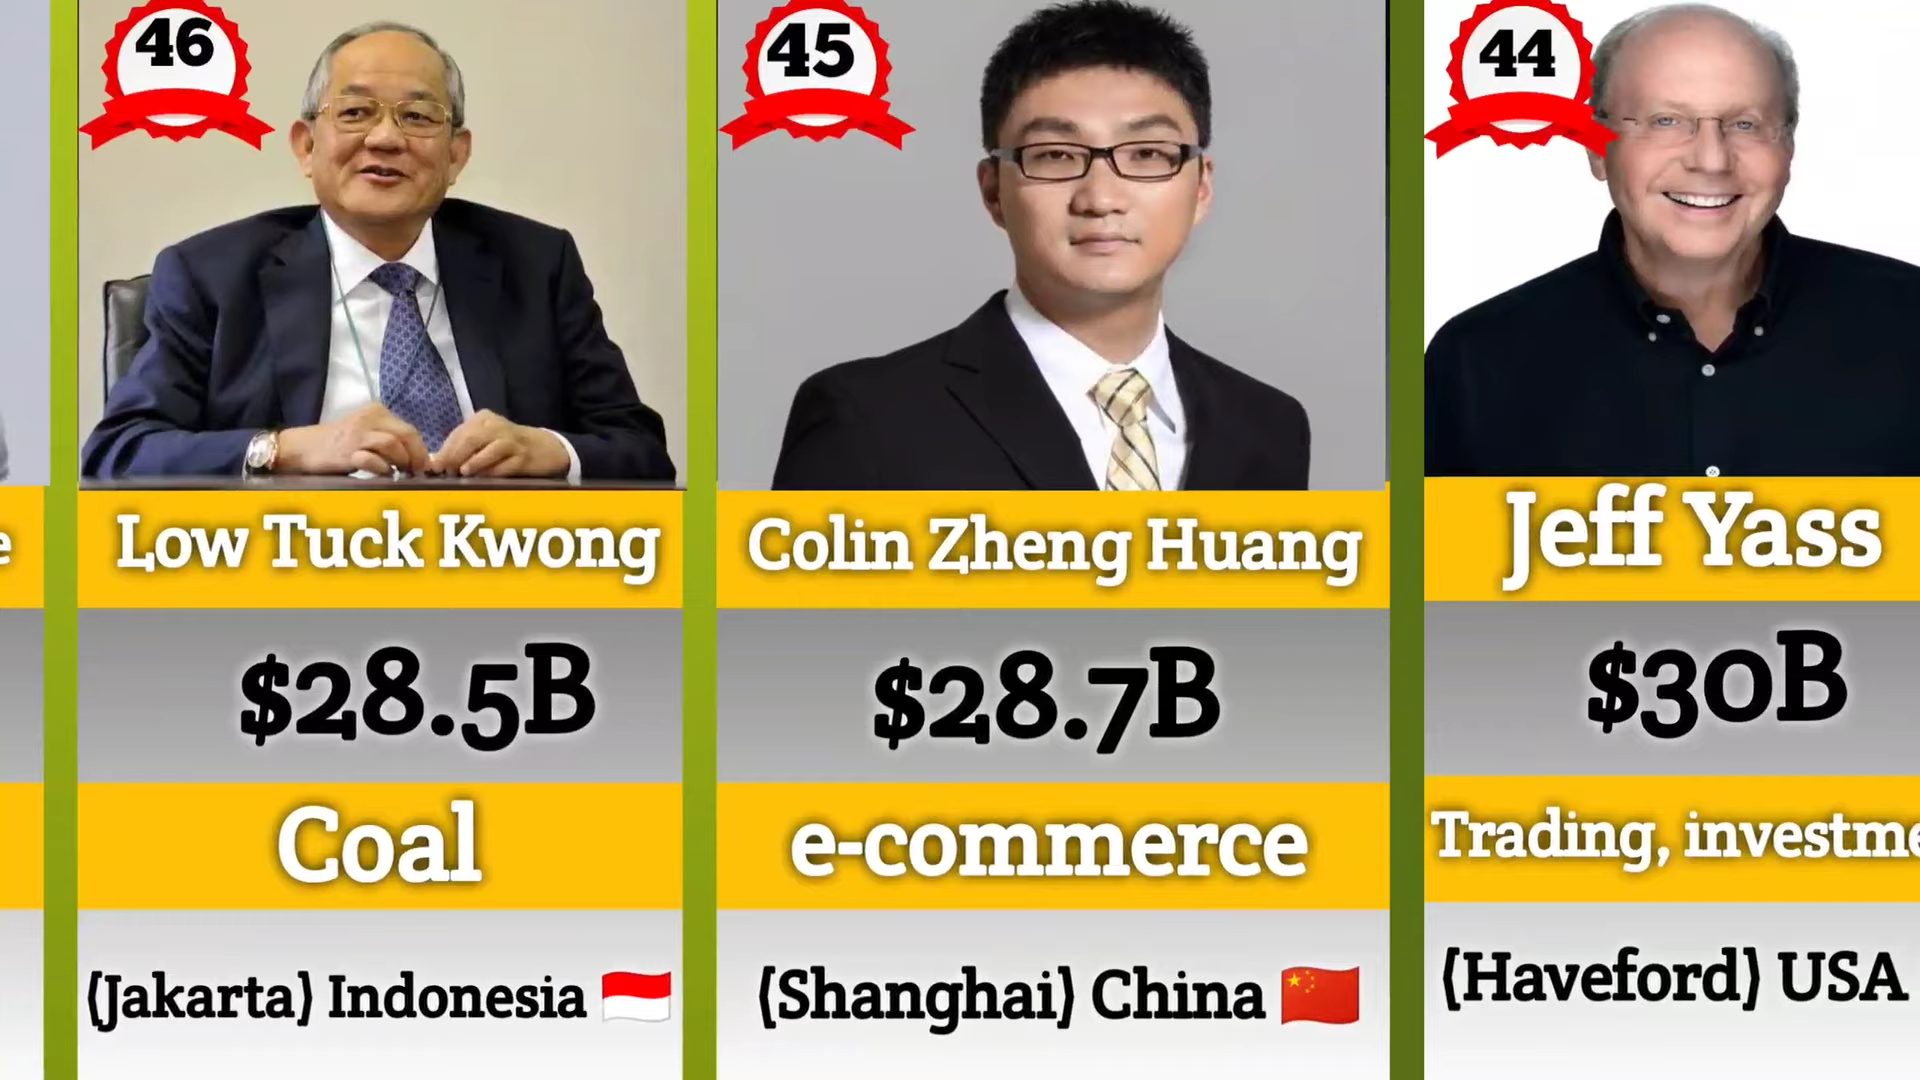 46
45
44
e
Low Tuck Kwong
Colin Zheng Huang
Jeff Yass
$28.5B
$28.7B
$30B
Coal
e-commerce
Trading, investme
(Jakarta) Indonesia
(Shanghai) China
(Haveford) USA